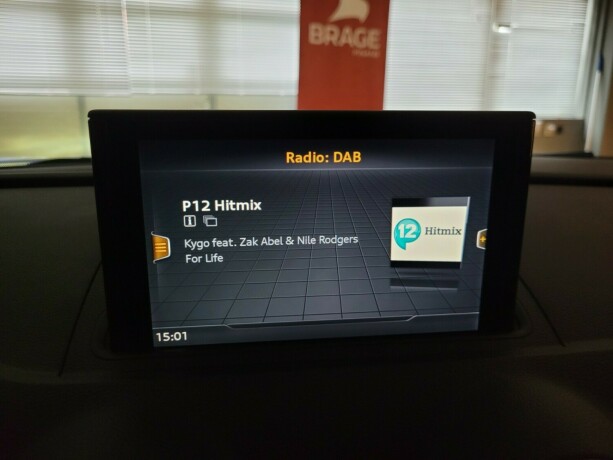 BRAGE
Radio: DAB
P12 Hitmix
Kygo feat. Zak Abel & Nile Rodgers
For Life
12 Hitmix
15:01